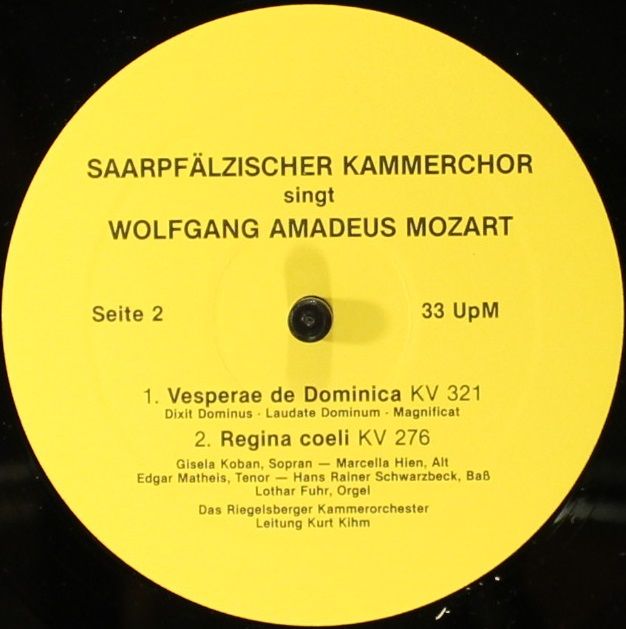 SAARPFÄLZISCHER KAMMERCHOR
singt
WOLFGANG AMADEUS MOZART
Seite 2 33 UpM
1. Vesperae de Dominica KV 321
Dixit Dominus · Laudate Dominum · Magnificat
2. Regina coeli KV 276
Gisela Koban, Sopran — Marcella Hien, Alt
Edgar Matheis, Tenor — Hans Rainer Schwarzbeck, Baß
Lothar Fuhr, Orgel
Das Riegelsberger Kammerorchester
Leitung Kurt Kihm